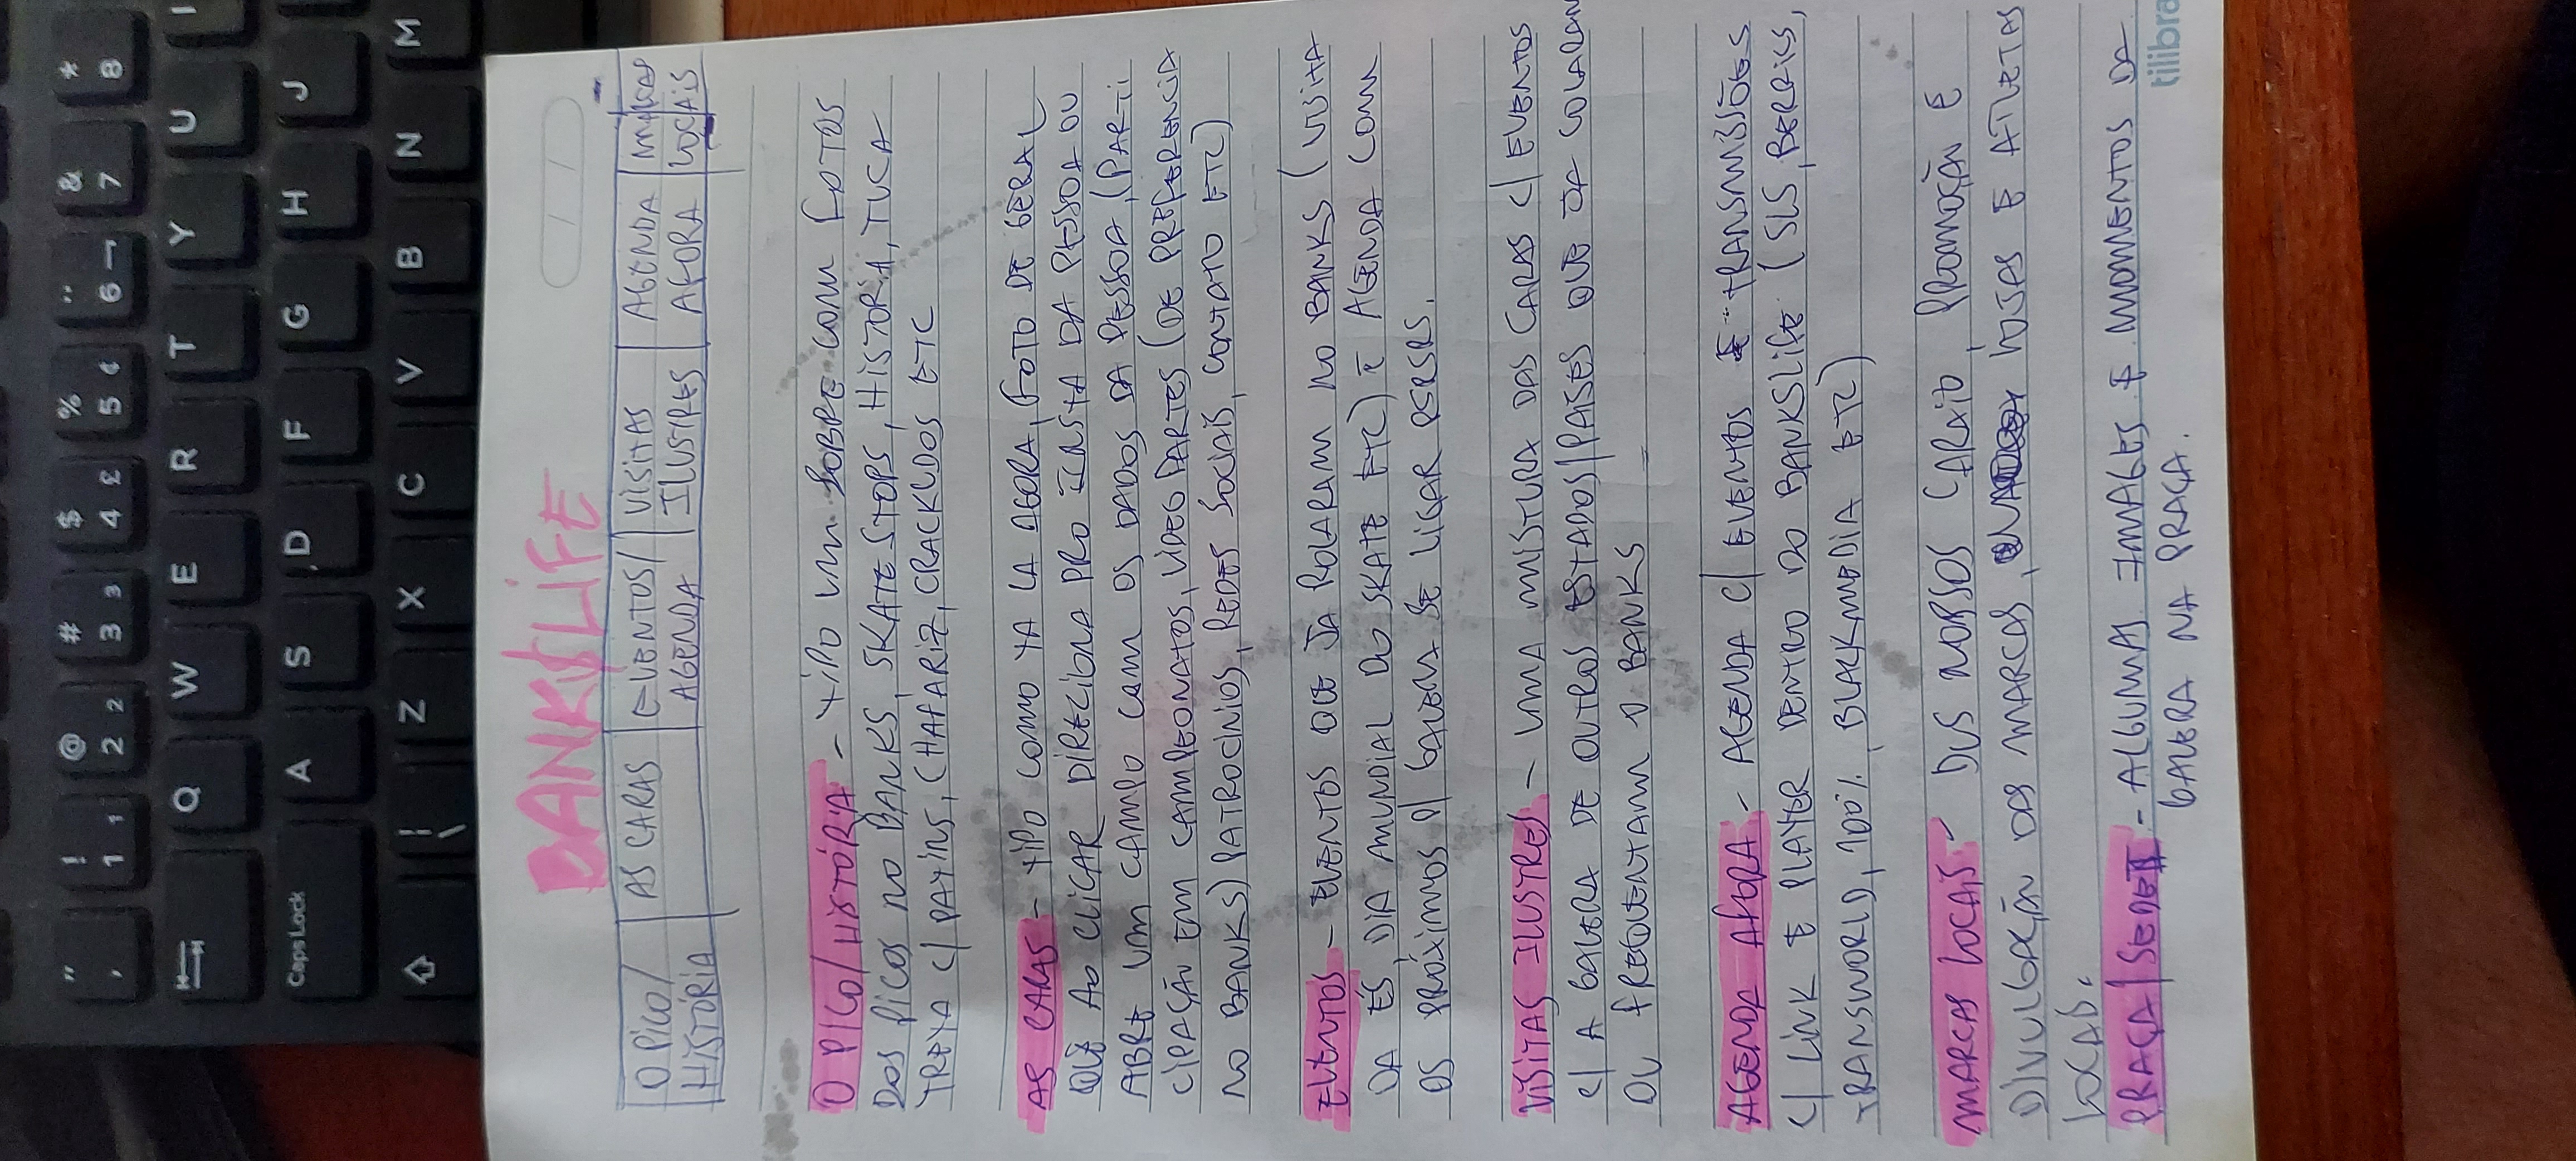 " ! @ # $ % ¨ & *
' 1 1 2 2 3 3 4 £ 5 ¢ 6 ¬ 7 8
Q W E R T Y U I
Caps Lock A S D F G H J
| \ Z X C V B N M
BANK$LIFE
O PICO/ HISTÓRIA
AS CARAS
EVENTOS/ AGENDA
VISITAS ILUSTRES
AGENDA AFORA
MARCAS LOCAIS
O PICO/HISTÓRIA - TIPO UM SOBRE COM FOTOS
DOS PICOS NO BANKS, SKATE STOPS, HISTORIA, TUCA
TRETA C/ PATINS, CHAFARIZ, CRACKUDOS ETC
AS CARAS - TIPO COMO TA LA AGORA, FOTO DE GERAL
QUE AO CLICAR DIRECIONA PRO INSTA DA PESSOA OU
ABRE UM CAMPO COM OS DADOS DA PESSOA, (PARTI
CIPAÇÃO EM CAMPEONATOS, VIDEO PARTES (DE PREFERENCIA
NO BANKS) PATROCINIOS, REDES SOCIAIS, CONTATO ETC)
EVENTOS - EVENTOS QUE JA ROLARAM NO BANKS (VISITA
DA ÉS, DIA MUNDIAL DO SKATE ETC) E AGENDA COM
OS PRÓXIMOS P/ GALERA SE LIGAR RSRSRS.
VISITAS ILUSTRES - UMA MISTURA DAS CARAS C/ EVENTOS
C/ A GALERA DE OUTROS ESTADOS/PAISES QUE JA COLARAM
OU FREQUENTAM O BANKS
AGENDA AFORA - AGENDA C/ EVENTOS E TRANSMISSÕES
C/ LINK E PLAYER DENTRO DO BANKSLIFE (SLS, BERRICS,
TRANSWORLD, 100%, BLACKMEDIA ETC)
MARCAS LOCAIS - DUS NOSSOS CARAIO, PROMOÇÃO E
DIVULGAÇÃO DAS MARCAS, LOJAS E ATLETAS
LOCAIS.
PRAÇA/SEDE - ALGUMAS IMAGES E MOMENTOS DA
GALERA NA PRAÇA.
tilibra